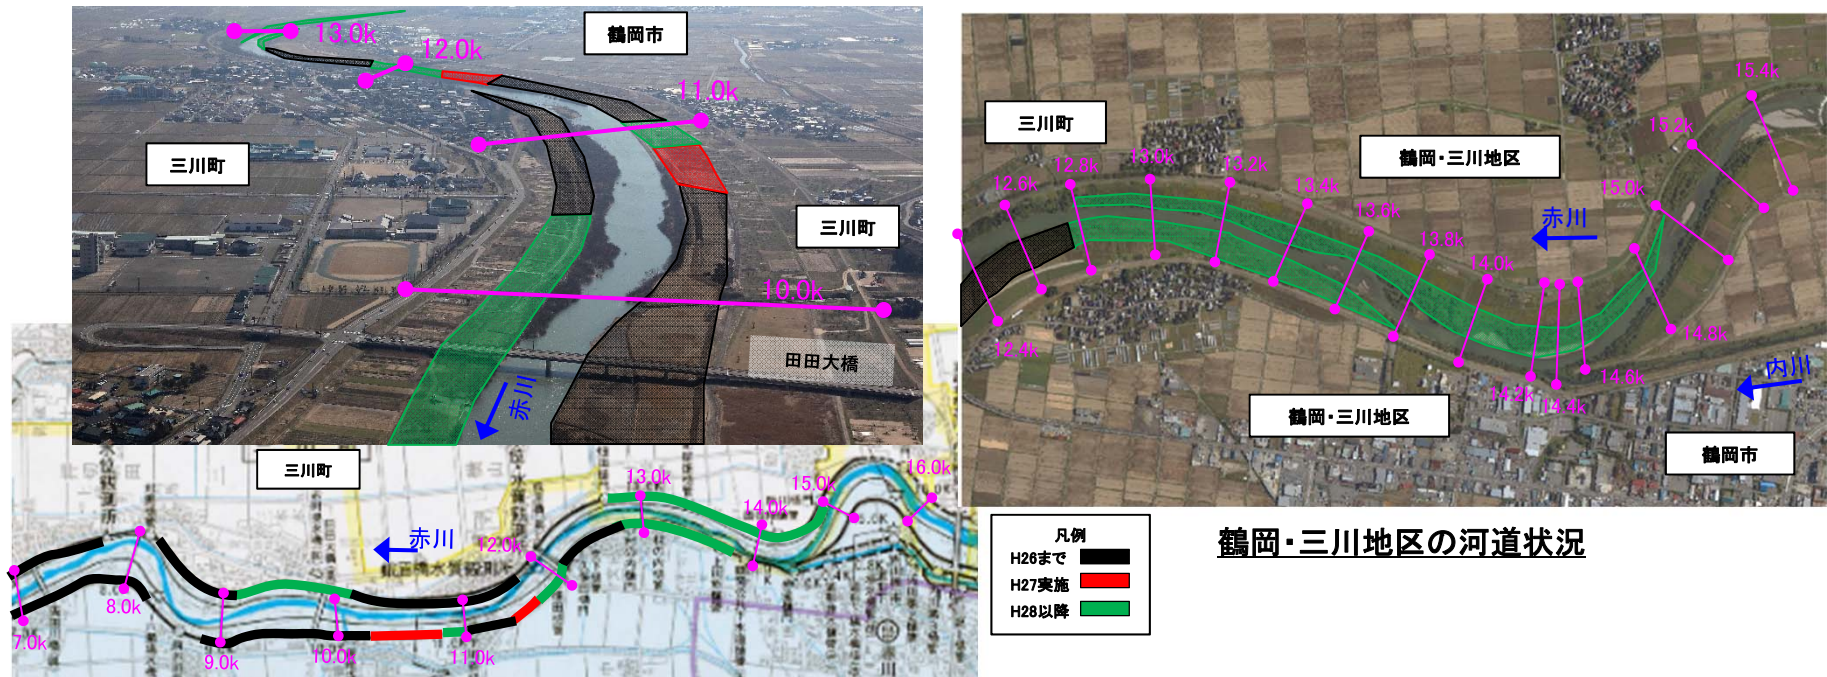 13.0k
12.0k
鶴岡市
11.0k
三川町
三川町
10.0k
田田大橋
赤川
15.4k
三川町
鶴岡・三川地区
15.2k
12.8k
13.0k
13.2k
12.6k
13.4k
15.0k
13.6k
赤川
13.8k
14.0k
12.4k
14.8k
14.2k
14.4k
14.6k
内川
鶴岡・三川地区
鶴岡市
三川町
13.0k
14.0k
15.0k
16.0k
赤川
12.0k
7.0k
8.0k
9.0k
10.0k
11.0k
凡例
H26まで
H27実施
H28以降
鶴岡・三川地区の河道状況